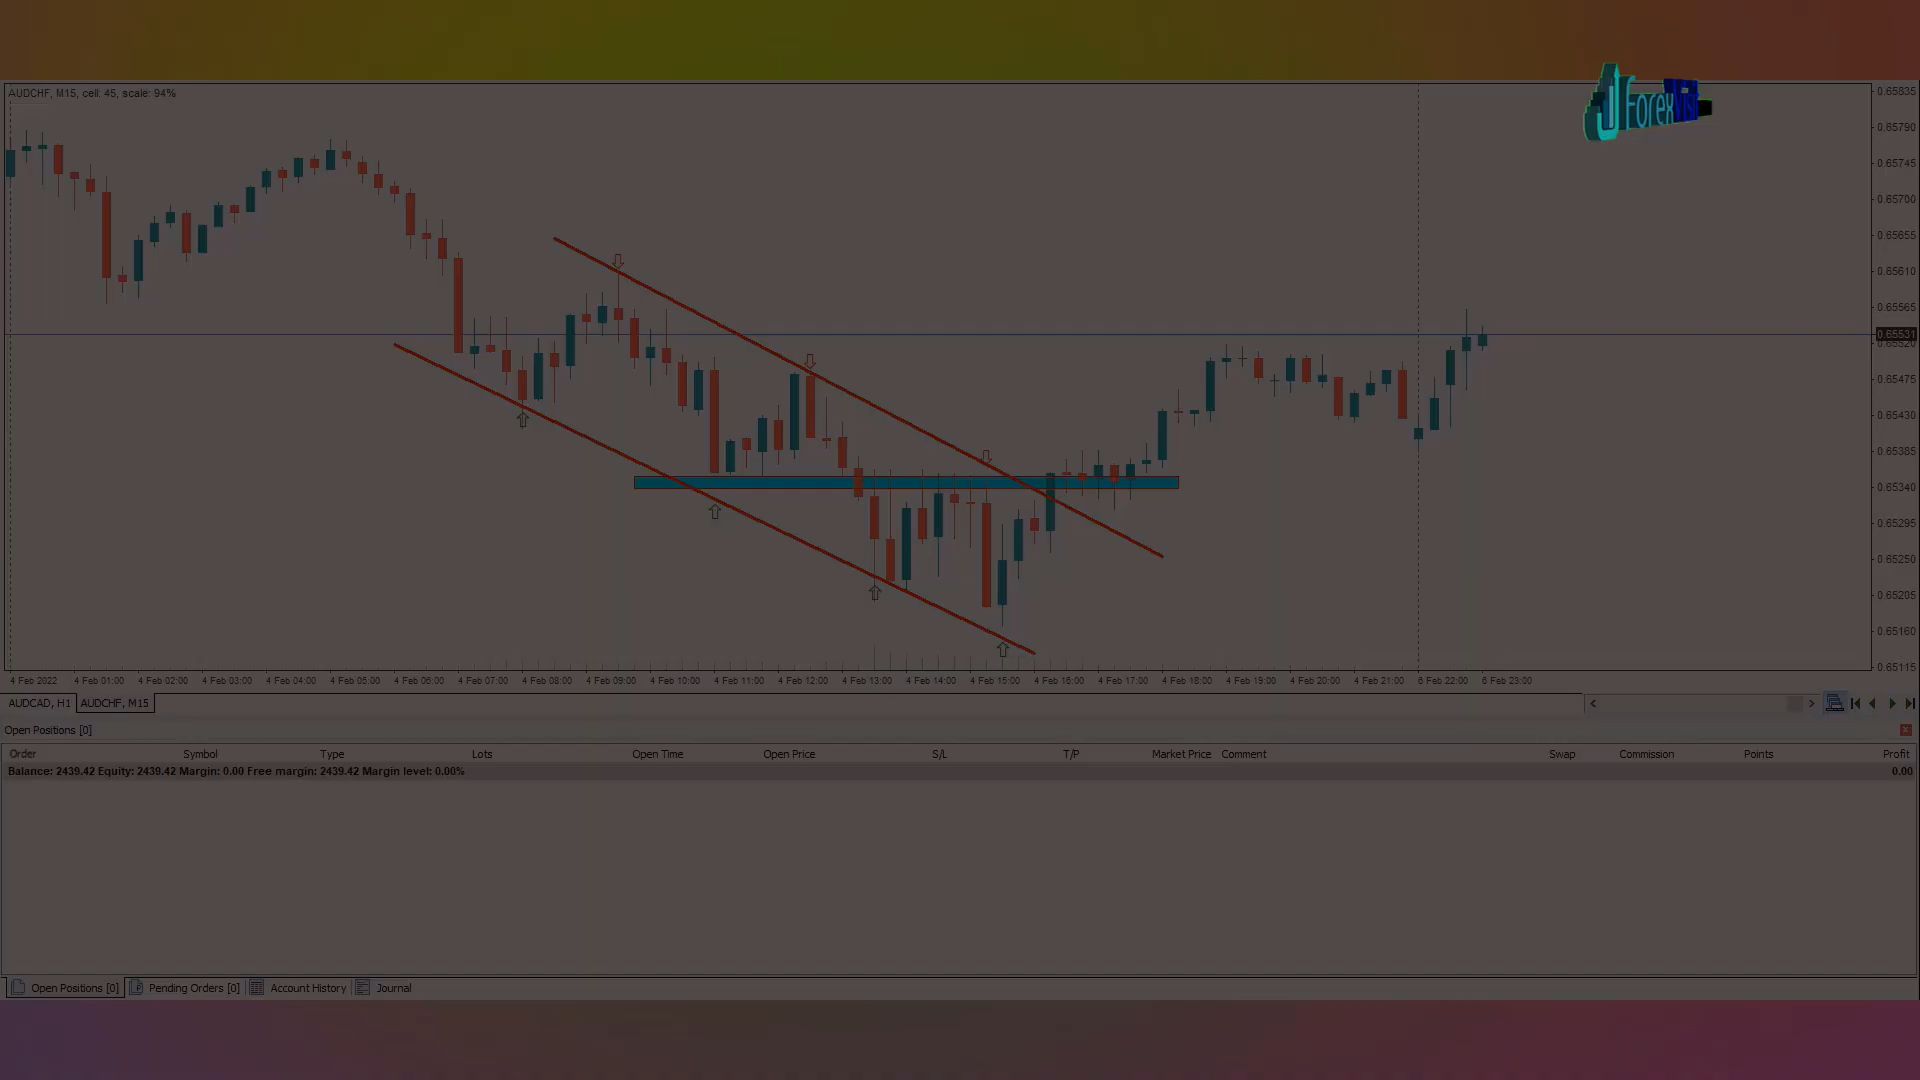 AUDCHF, M15, cell: 45, scale: 94%
Forex
0.65835
0.65790
0.65745
0.65700
0.65655
0.65610
0.65565
0.65531
0.65520
0.65475
0.65430
0.65385
0.65340
0.65295
0.65250
0.65205
0.65160
0.65115
4 Feb 2022 4 Feb 01:00 4 Feb 02:00 4 Feb 03:00 4 Feb 04:00 4 Feb 05:00 4 Feb 06:00 4 Feb 07:00 4 Feb 08:00 4 Feb 09:00 4 Feb 10:00 4 Feb 11:00 4 Feb 12:00 4 Feb 13:00 4 Feb 14:00 4 Feb 15:00 4 Feb 16:00 4 Feb 17:00 4 Feb 18:00 4 Feb 19:00 4 Feb 20:00 4 Feb 21:00 6 Feb 22:00 6 Feb 23:00
AUDCAD, H1 AUDCHF, M15
Open Positions [0]
Order Symbol Type Lots Open Time Open Price S/L T/P Market Price Comment Swap Commission Points Profit
Balance: 2439.42 Equity: 2439.42 Margin: 0.00 Free margin: 2439.42 Margin level: 0.00% 0.00
Open Positions [0] Pending Orders [0] Account History Journal